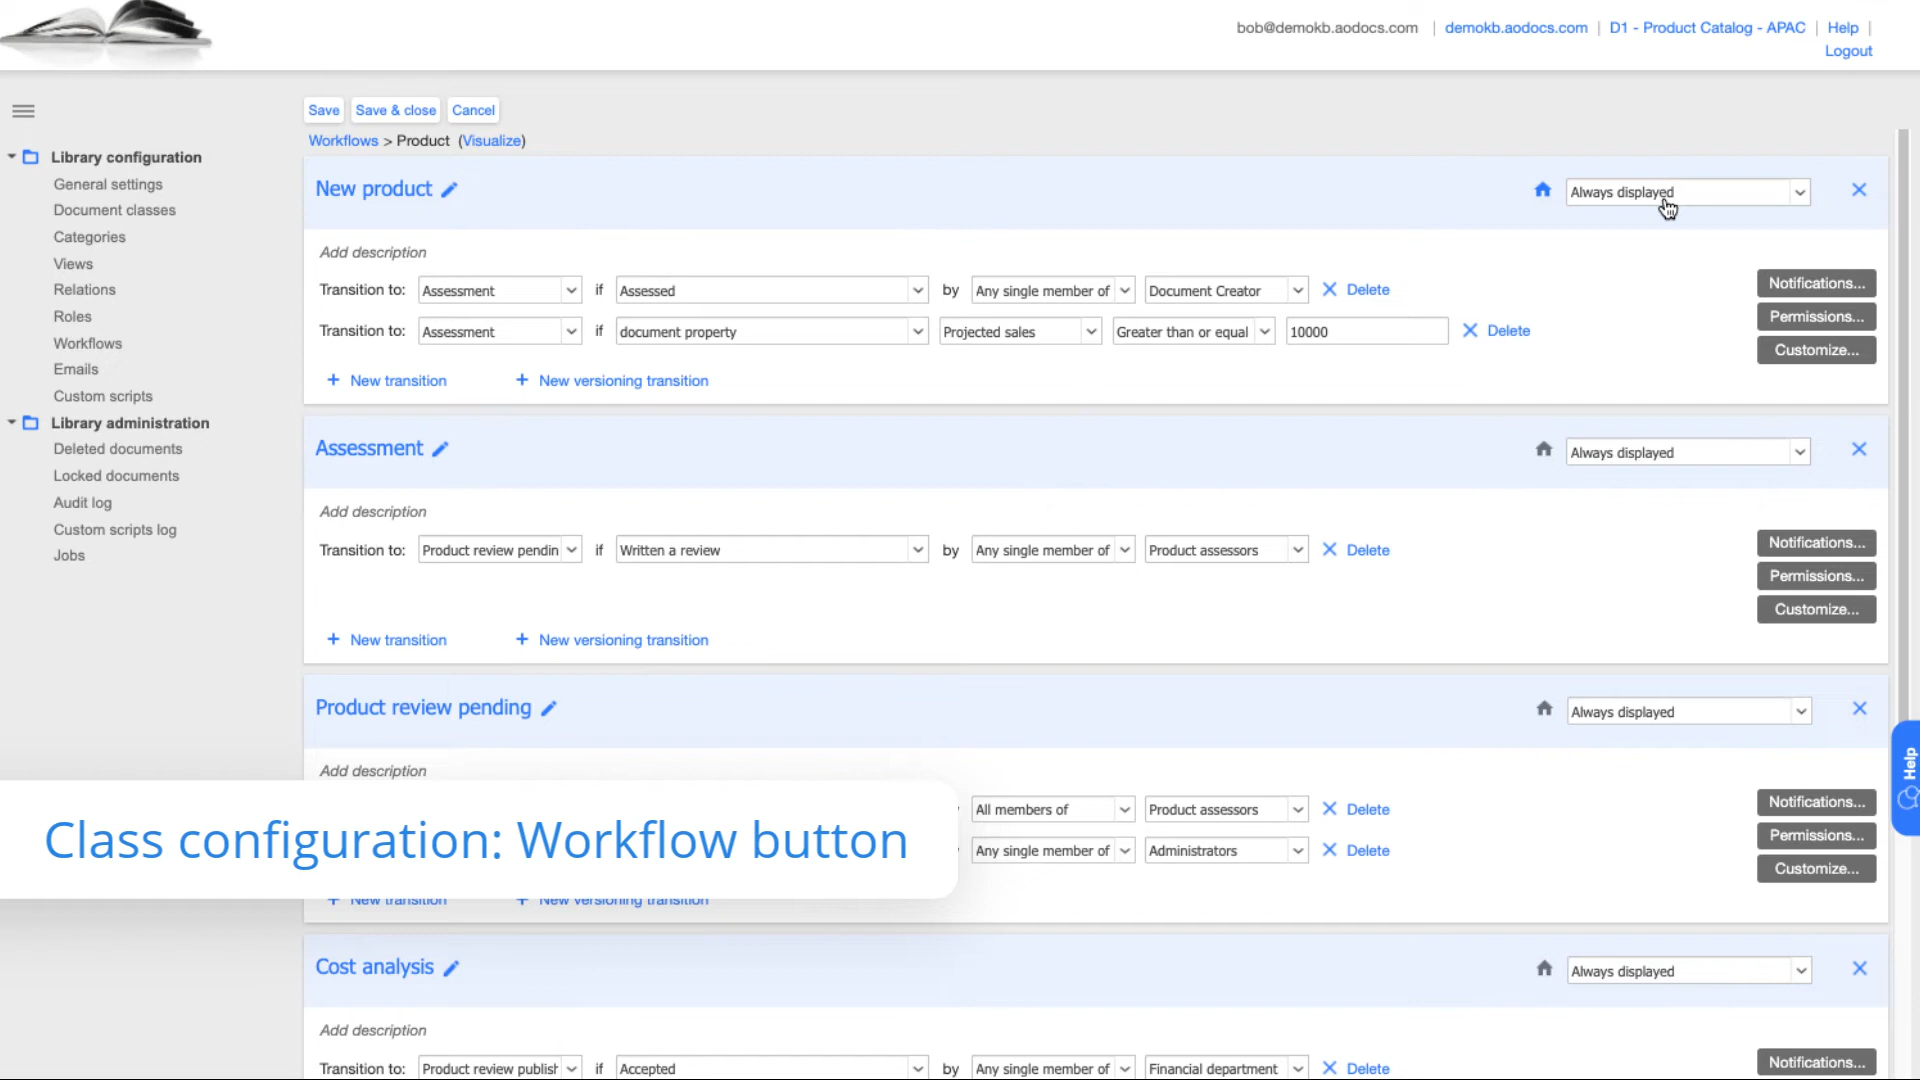 bob@demokb.aodocs.com | demokb.aodocs.com | D1 - Product Catalog - APAC | Help |
Logout
Save Save & close Cancel
Workflows > Product (Visualize)
Library configuration
General settings
Document classes
Categories
Views
Relations
Roles
Workflows
Emails
Custom scripts
Library administration
Deleted documents
Locked documents
Audit log
Custom scripts log
Jobs
New product Always displayed
Add description
Transition to: Assessment if Assessed by Any single member of Document Creator Delete
Transition to: Assessment if document property Projected sales Greater than or equal 10000 Delete
+ New transition + New versioning transition
Notifications...
Permissions...
Customize...
Assessment Always displayed
Add description
Transition to: Product review pendin if Written a review by Any single member of Product assessors Delete
+ New transition + New versioning transition
Notifications...
Permissions...
Customize...
Product review pending Always displayed
Add description
All members of Product assessors Delete
Any single member of Administrators Delete
+ New transition + New versioning transition
Notifications...
Permissions...
Customize...
Help
Class configuration: Workflow button
Cost analysis Always displayed
Add description
Transition to: Product review publish if Accepted by Any single member of Financial department Delete
Notifications...